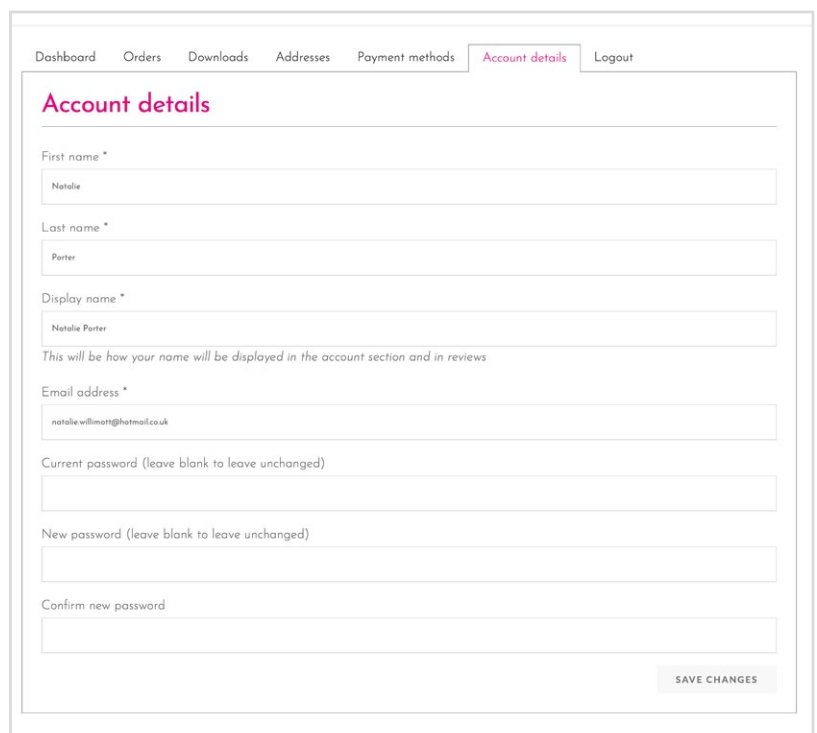 Dashboard Orders Downloads Addresses Payment methods Account details Logout
Account details
First name *
Natalie
Last name *
Porter
Display name *
Natalie Porter
This will be how your name will be displayed in the account section and in reviews
Email address *
natalie.willimott@hotmail.co.uk
Current password (leave blank to leave unchanged)
New password (leave blank to leave unchanged)
Confirm new password
SAVE CHANGES